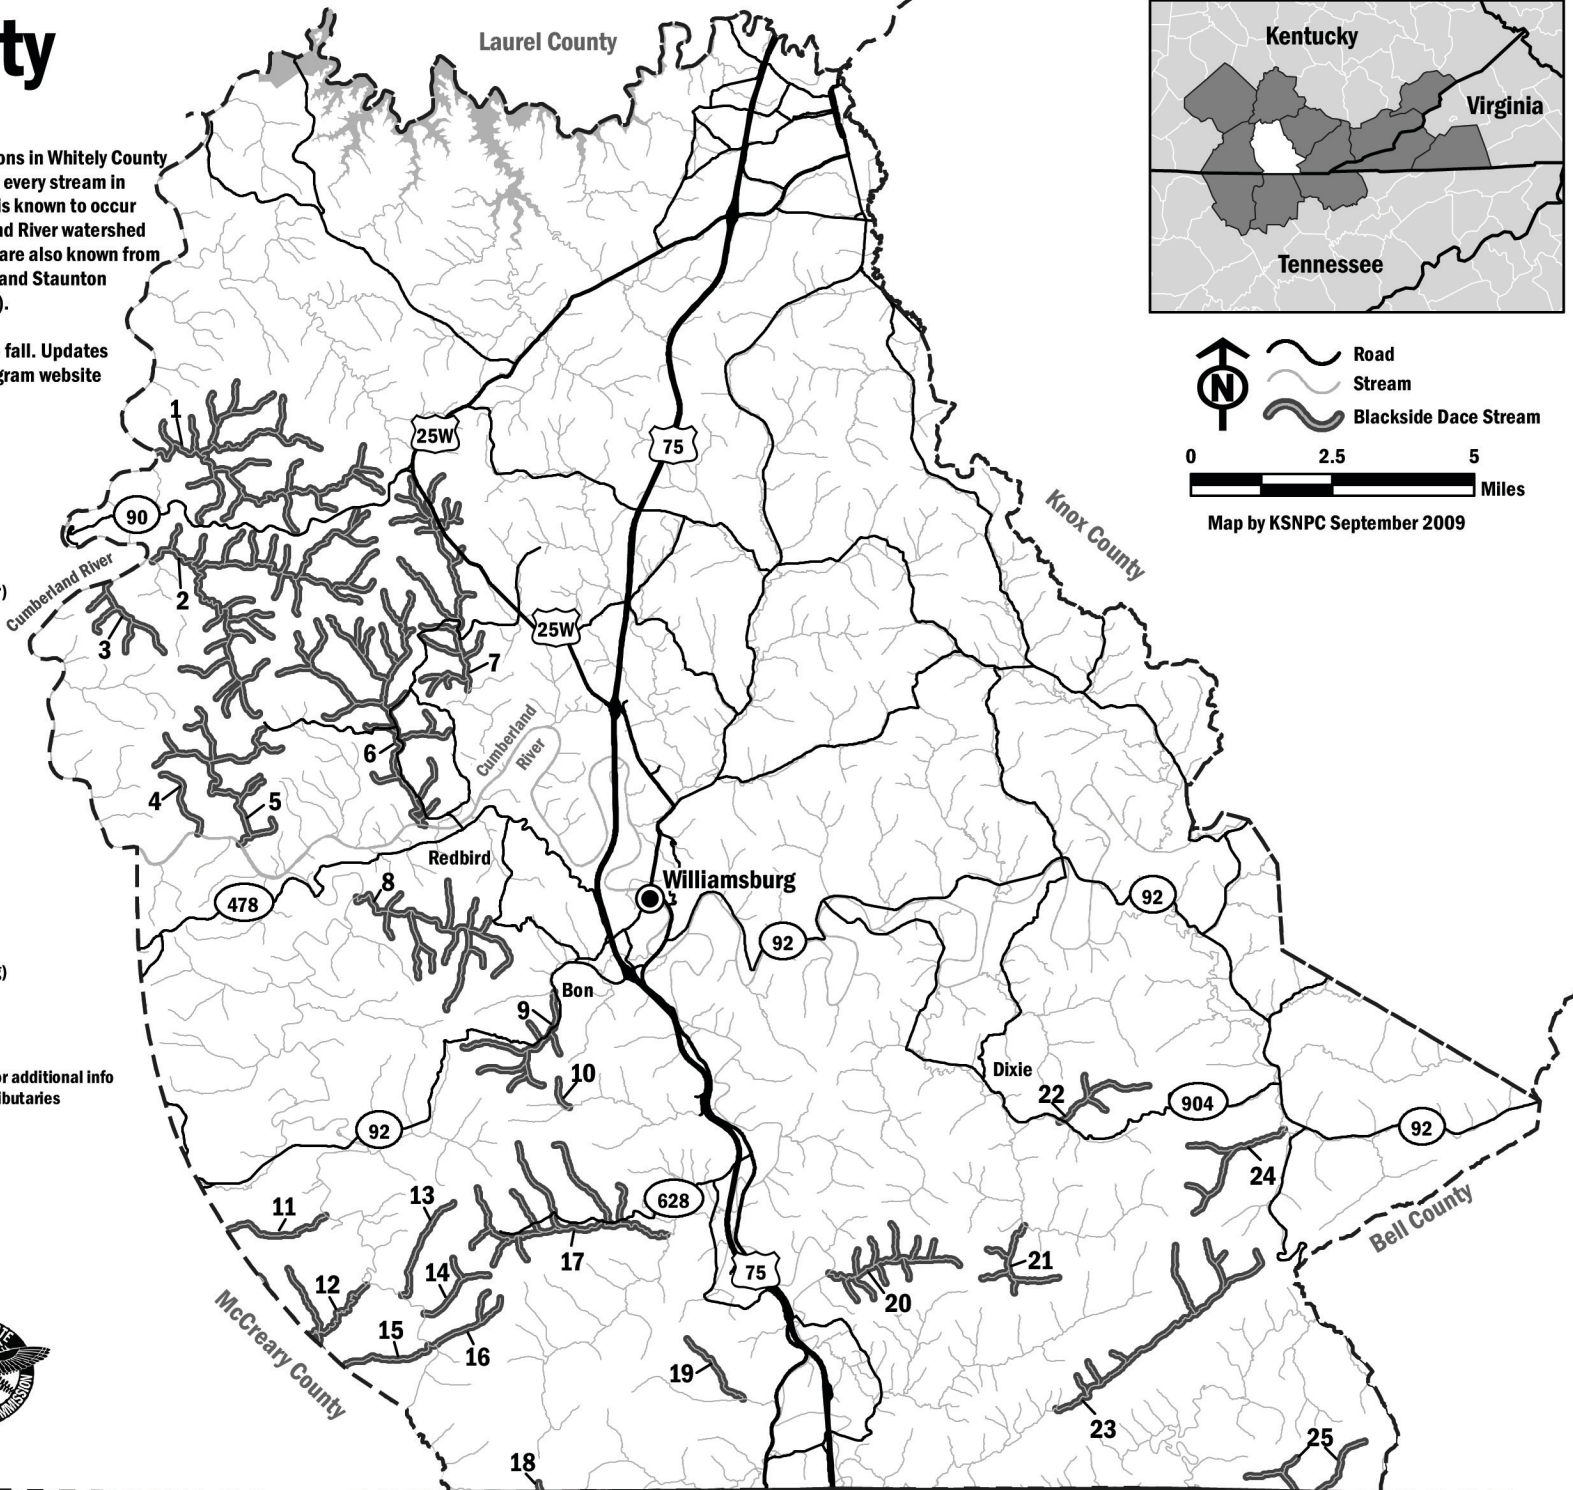 ty
ons in Whitely County
every stream in
is known to occur
nd River watershed
are also known from
and Staunton
).
fall. Updates
gram website
r)
g)
or additional info
ibutaries
Laurel County
Kentucky
Virginia
Tennessee
N
Road
Stream
Blackside Dace Stream
0 2.5 5
Miles
Map by KSNPC September 2009
Knox County
1
25W
75
90
Cumberland River
2
3
25W
7
Cumberland
River
6
4
5
Redbird
8
478
Williamsburg
92
92
Bon
9
10
Dixie
22
904
92
92
24
Bell County
11
13
628
17
12
14
75
20
21
15
16
McCreary County
19
23
18
25
TE
MMISSION